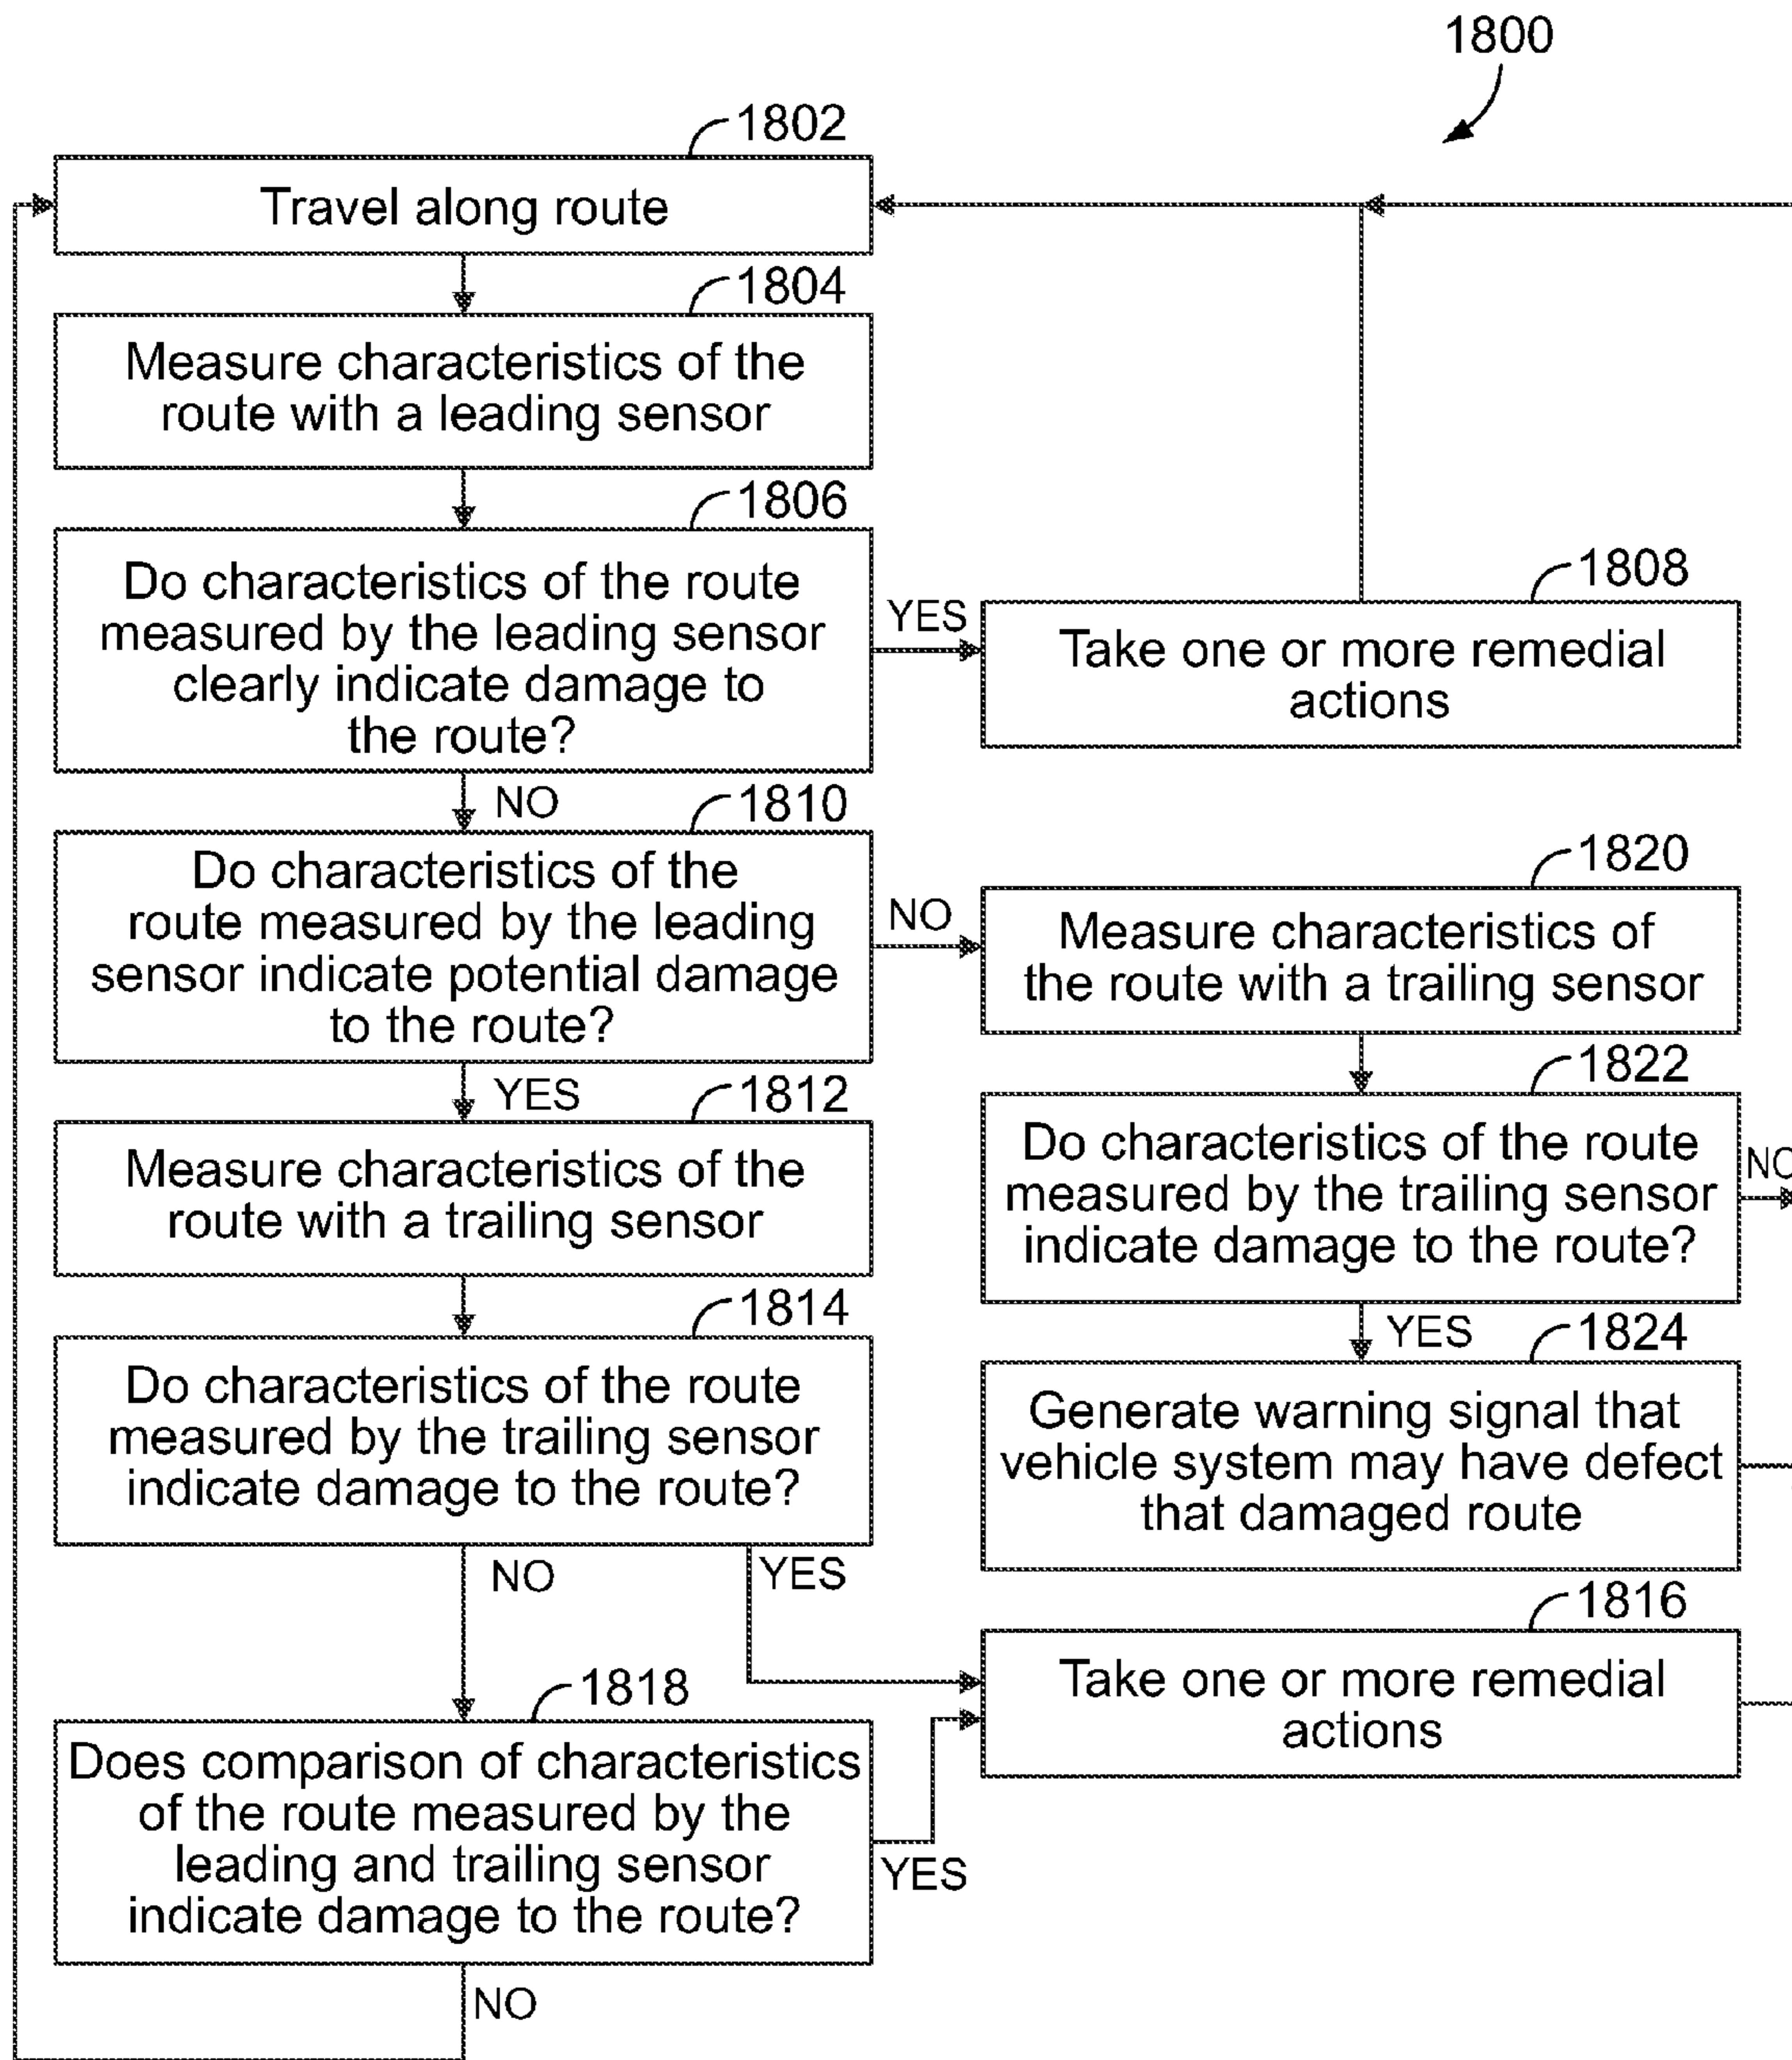 1800
1802
Travel along route
1804
Measure characteristics of the
route with a leading sensor
1806
Do characteristics of the route
measured by the leading sensor
clearly indicate damage to
the route?
YES
1808
Take one or more remedial
actions
NO
1810
Do characteristics of the
route measured by the leading
sensor indicate potential damage
to the route?
NO
1820
Measure characteristics of
the route with a trailing sensor
YES
1812
Measure characteristics of the
route with a trailing sensor
1822
Do characteristics of the route
measured by the trailing sensor
indicate damage to the route?
NO
YES
1814
Do characteristics of the route
measured by the trailing sensor
indicate damage to the route?
1824
Generate warning signal that
vehicle system may have defect
that damaged route
NO
YES
1816
Take one or more remedial
actions
1818
Does comparison of characteristics
of the route measured by the
leading and trailing sensor
indicate damage to the route?
YES
NO